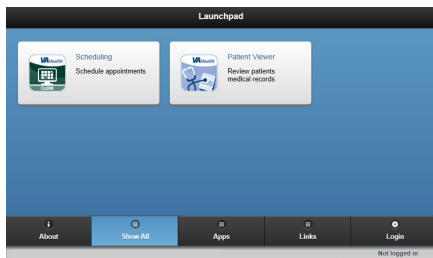 Launchpad
VA Health
Scheduling
Schedule appointments
CLERK
VA Health
Patient Viewer
Review patients
medical records
About
Show All
Apps
Links
Login
Not logged in